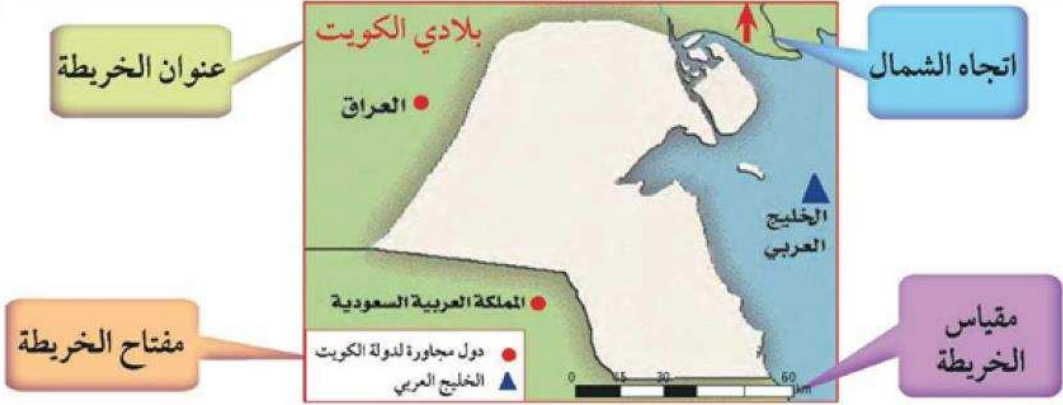 عنوان الخريطة
بلادي الكويت
اتجاه الشمال
العراق
الخليج
العربي
المملكة العربية السعودية
مفتاح الخريطة
دول مجاورة لدولة الكويت
الخليج العربي
0 15 30 60
km
مقياس
الخريطة